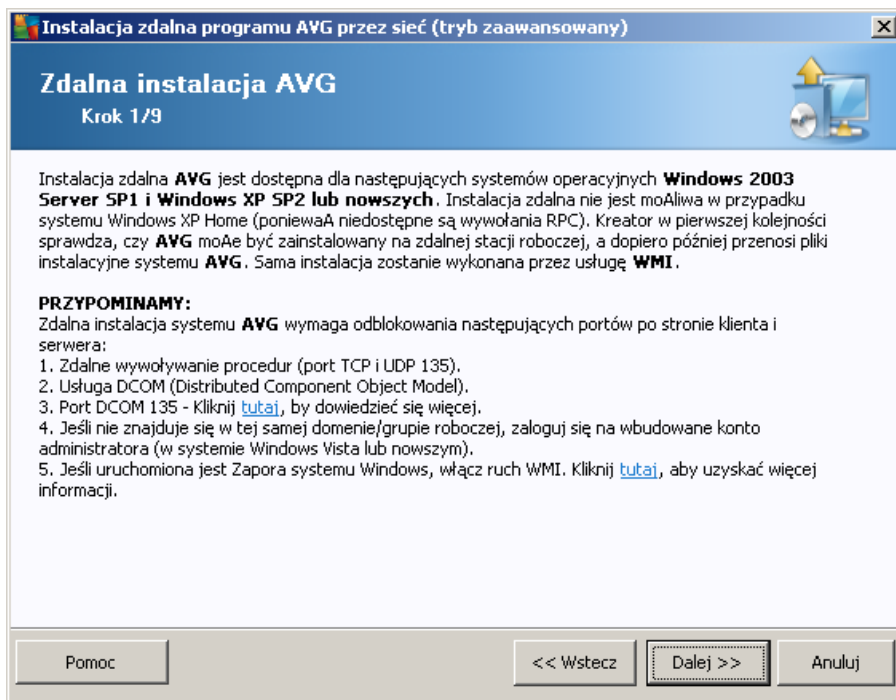 Instalacja zdalna programu AVG przez sieć (tryb zaawansowany)
Zdalna instalacja AVG
Krok 1/9
Instalacja zdalna AVG jest dostępna dla następujących systemów operacyjnych Windows 2003
Server SP1 i Windows XP SP2 lub nowszych. Instalacja zdalna nie jest moAliwa w przypadku
systemu Windows XP Home (poniewaA niedostępne są wywołania RPC). Kreator w pierwszej kolejności
sprawdza, czy AVG moAe być zainstalowany na zdalnej stacji roboczej, a dopiero później przenosi pliki
instalacyjne systemu AVG. Sama instalacja zostanie wykonana przez usługę WMI.
PRZYPOMINAMY:
Zdalna instalacja systemu AVG wymaga odblokowania następujących portów po stronie klienta i
serwera:
1. Zdalne wywoływanie procedur (port TCP i UDP 135).
2. Usługa DCOM (Distributed Component Object Model).
3. Port DCOM 135 - Kliknij tutaj, by dowiedzieć się więcej.
4. Jeśli nie znajduje się w tej samej domenie/grupie roboczej, zaloguj się na wbudowane konto
administratora (w systemie Windows Vista lub nowszym).
5. Jeśli uruchomiona jest Zapora systemu Windows, włącz ruch WMI. Kliknij tutaj, aby uzyskać więcej
informacji.
Pomoc
<< Wstecz
Dalej >>
Anuluj